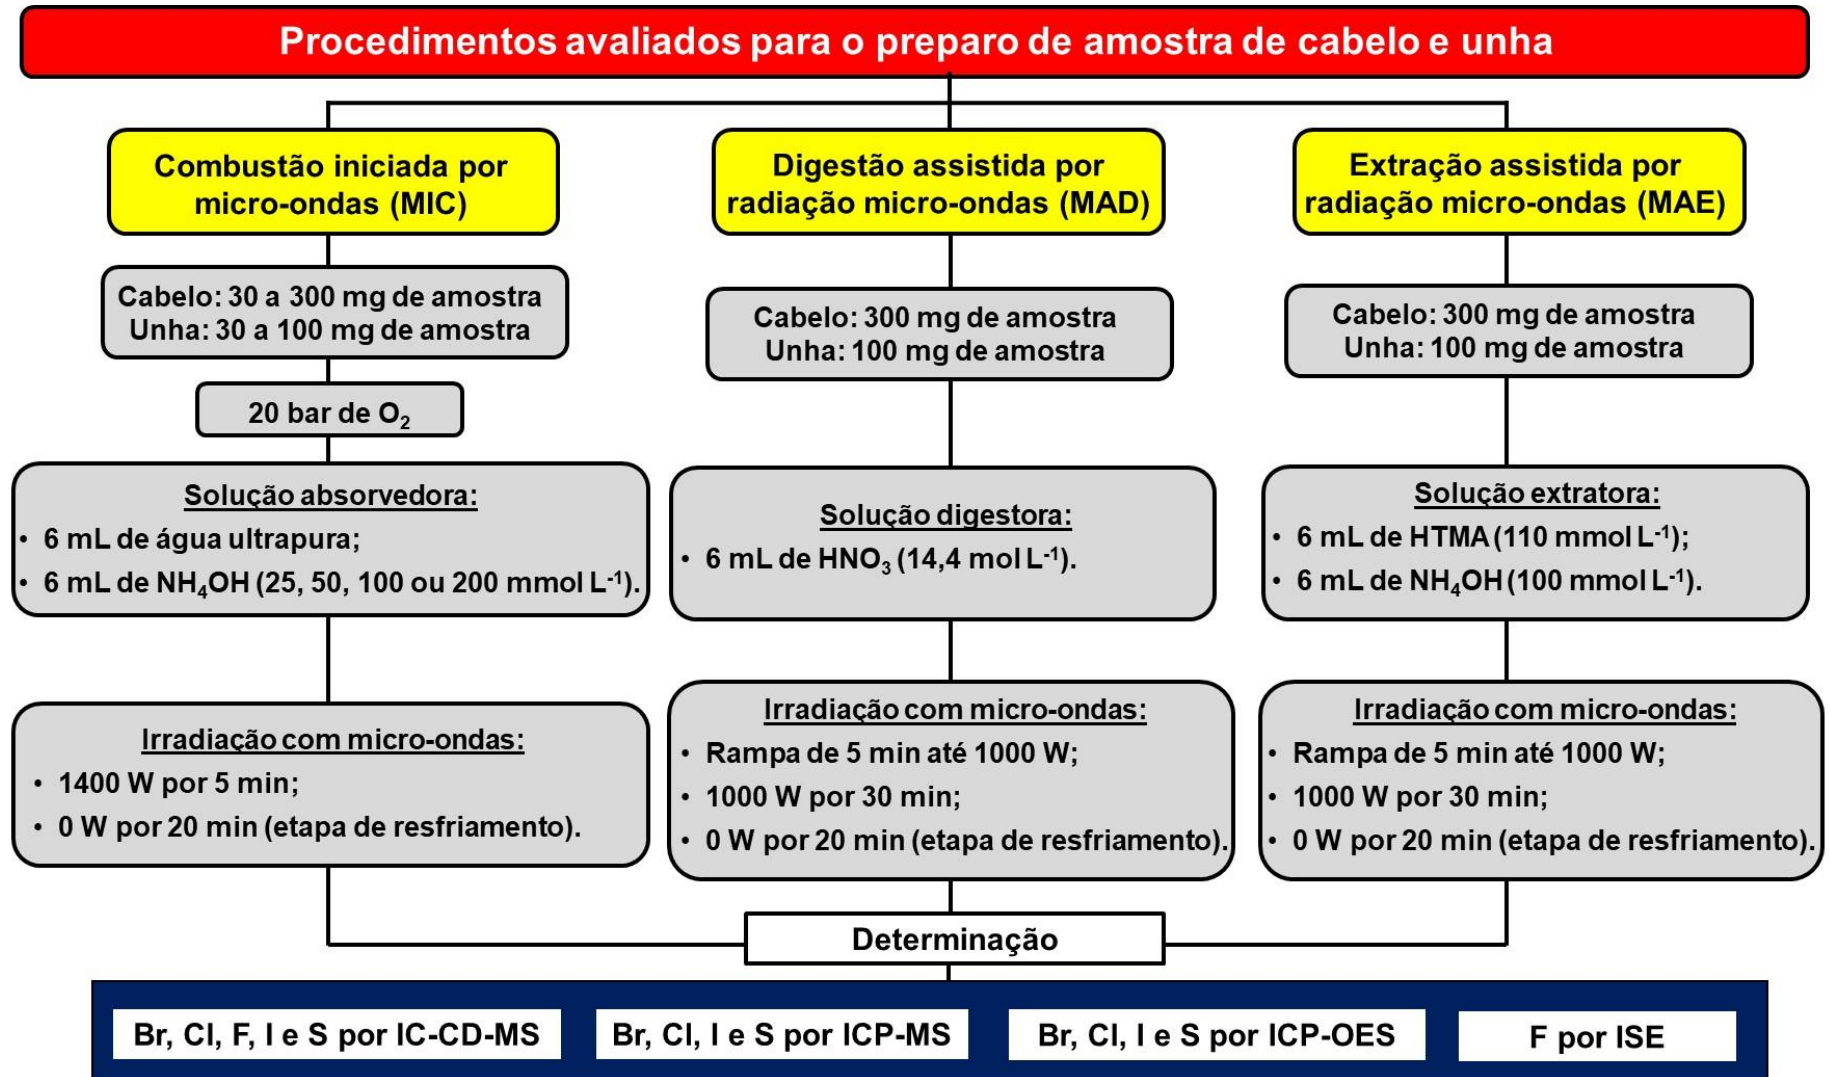 Procedimentos avaliados para o preparo de amostra de cabelo e unha
Combustão iniciada por
micro-ondas (MIC)
Cabelo: 30 a 300 mg de amostra
Unha: 30 a 100 mg de amostra
20 bar de O₂
Solução absorvedora:
• 6 mL de água ultrapura;
• 6 mL de NH₄OH (25, 50, 100 ou 200 mmol L⁻¹).
Irradiação com micro-ondas:
• 1400 W por 5 min;
• 0 W por 20 min (etapa de resfriamento).
Digestão assistida por
radiação micro-ondas (MAD)
Cabelo: 300 mg de amostra
Unha: 100 mg de amostra
Solução digestora:
• 6 mL de HNO₃ (14,4 mol L⁻¹).
Irradiação com micro-ondas:
• Rampa de 5 min até 1000 W;
• 1000 W por 30 min;
• 0 W por 20 min (etapa de resfriamento).
Extração assistida por
radiação micro-ondas (MAE)
Cabelo: 300 mg de amostra
Unha: 100 mg de amostra
Solução extratora:
• 6 mL de HTMA (110 mmol L⁻¹);
• 6 mL de NH₄OH (100 mmol L⁻¹).
Irradiação com micro-ondas:
• Rampa de 5 min até 1000 W;
• 1000 W por 30 min;
• 0 W por 20 min (etapa de resfriamento).
Determinação
Br, Cl, F, I e S por IC-CD-MS
Br, Cl, I e S por ICP-MS
Br, Cl, I e S por ICP-OES
F por ISE